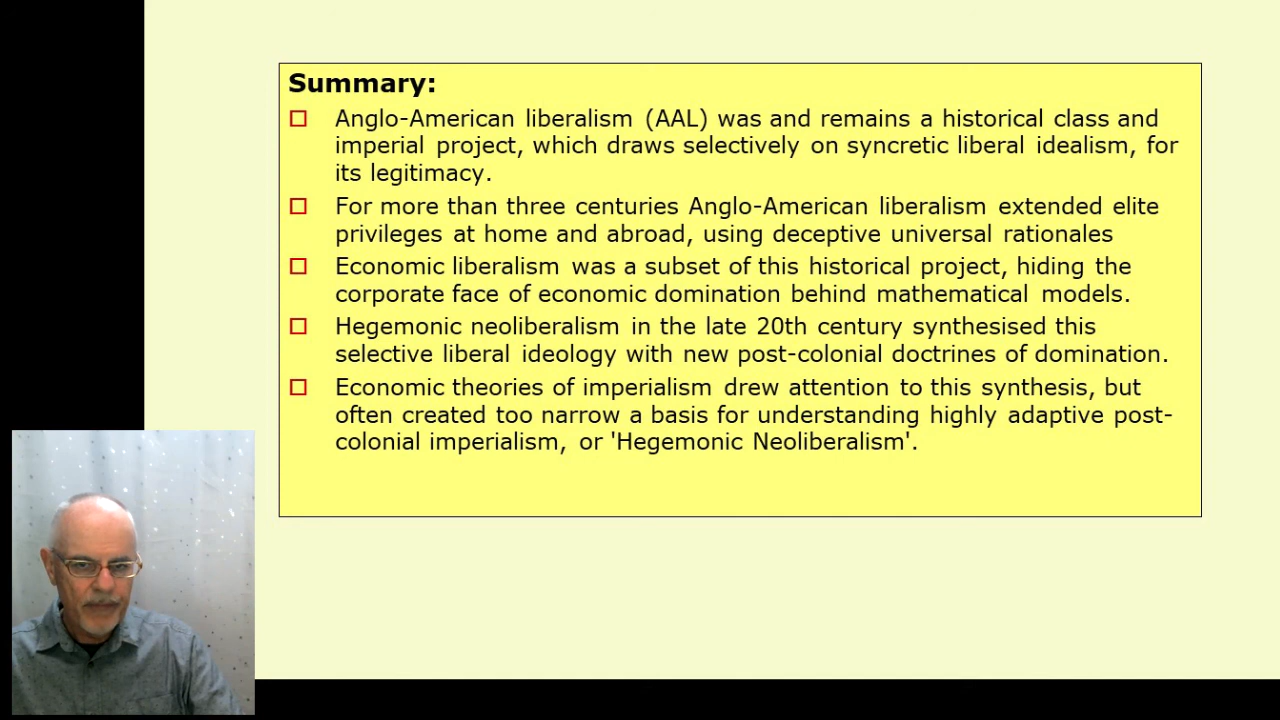 Summary:
Anglo-American liberalism (AAL) was and remains a historical class and
imperial project, which draws selectively on syncretic liberal idealism, for
its legitimacy.
For more than three centuries Anglo-American liberalism extended elite
privileges at home and abroad, using deceptive universal rationales
Economic liberalism was a subset of this historical project, hiding the
corporate face of economic domination behind mathematical models.
Hegemonic neoliberalism in the late 20th century synthesised this
selective liberal ideology with new post-colonial doctrines of domination.
Economic theories of imperialism drew attention to this synthesis, but
often created too narrow a basis for understanding highly adaptive post-
colonial imperialism, or 'Hegemonic Neoliberalism'.